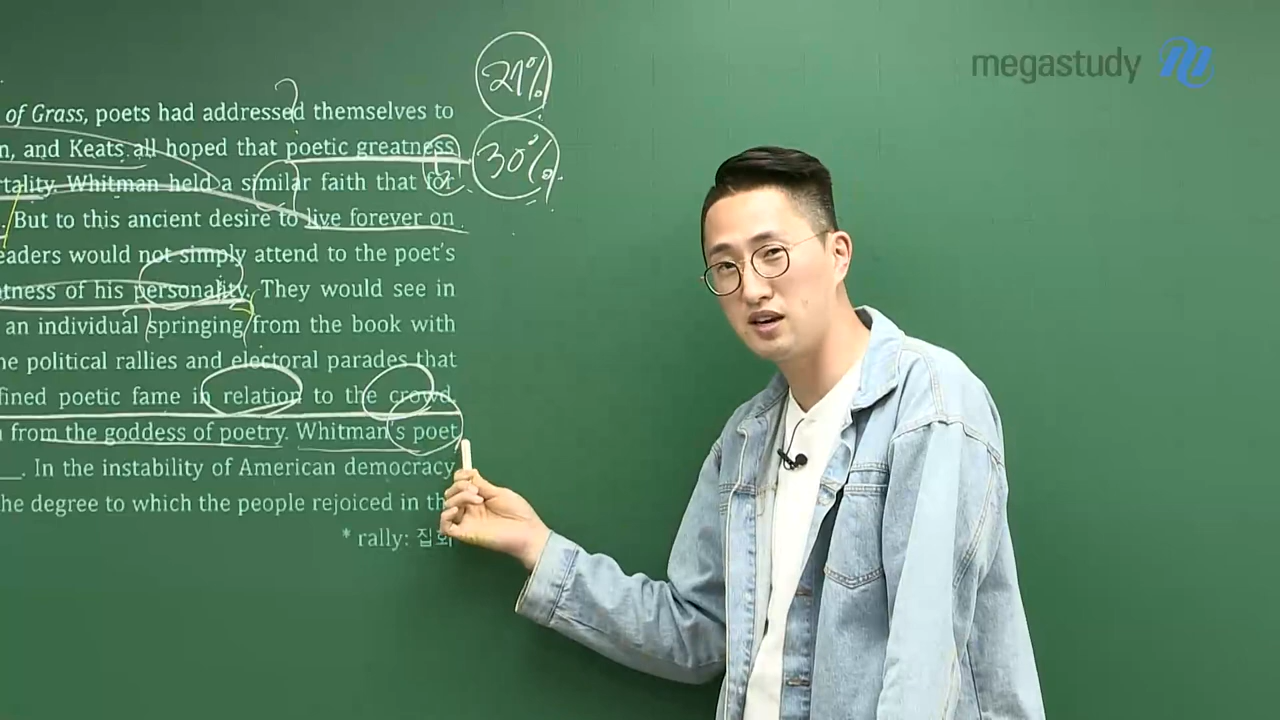 megastudy
21%
of Grass, poets had addressed themselves to
n, and Keats all hoped that poetic greatness
30%
tality. Whitman held a similar faith that for
But to this ancient desire to live forever on
eaders would not simply attend to the poet's
tness of his personality. They would see in
an individual springing from the book with
he political rallies and electoral parades that
fined poetic fame in relation to the crowd,
from the goddess of poetry. Whitman's poet
___. In the instability of American democracy
he degree to which the people rejoiced in th
* rally: 집회